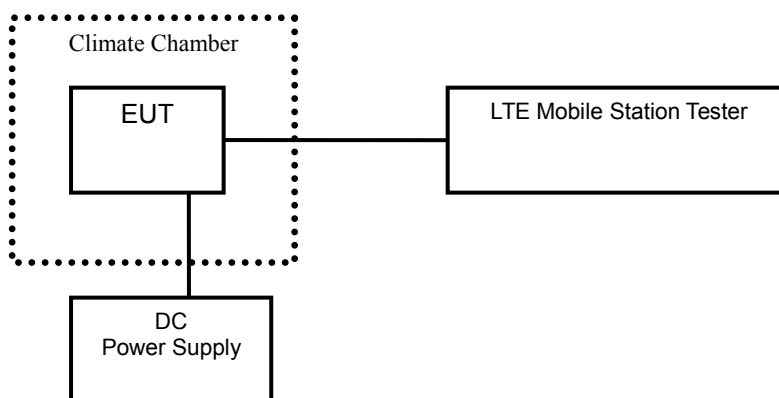 Climate Chamber
EUT
LTE Mobile Station Tester
DC
Power Supply